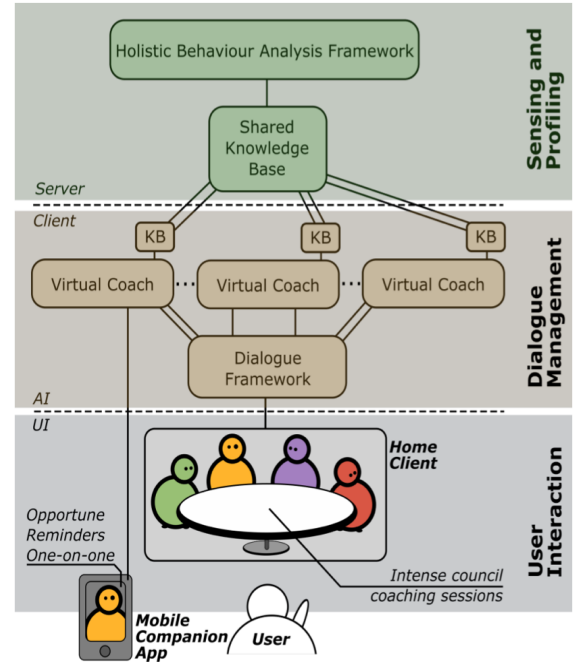 Holistic Behaviour Analysis Framework
Shared
Knowledge
Base
Sensing and
Profiling
Server
Client
KB
KB
KB
Virtual Coach
...
Virtual Coach
...
Virtual Coach
Dialogue
Framework
Dialogue
Management
AI
UI
Home
Client
Opportune
Reminders
One-on-one
Intense council
coaching sessions
User
Interaction
Mobile
Companion
App
User